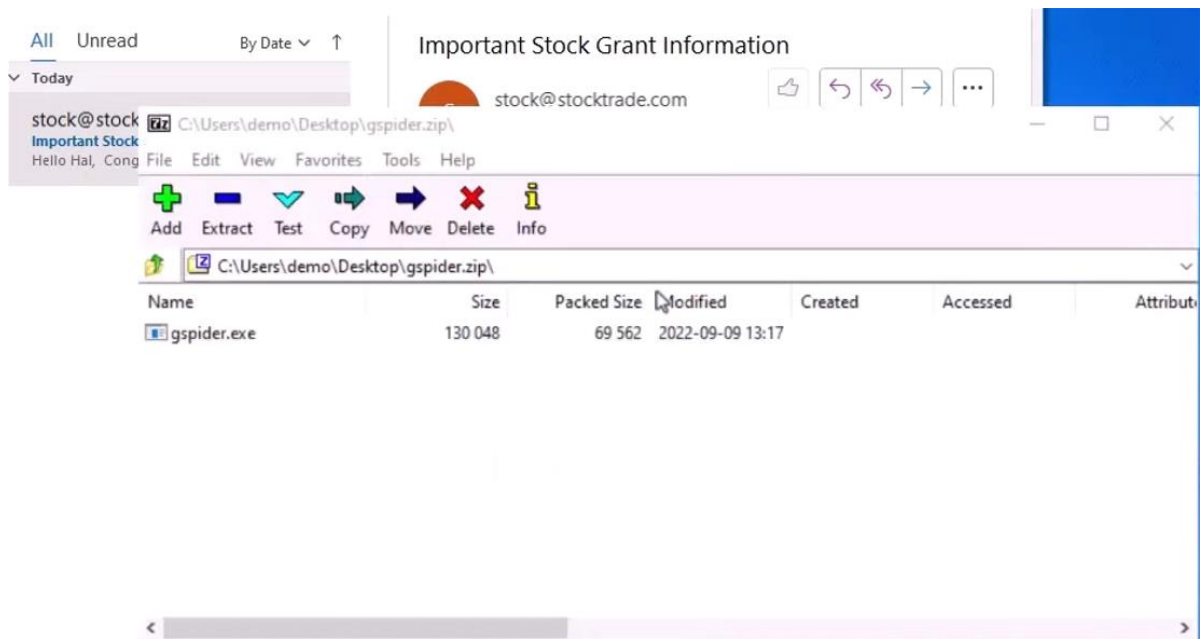 All Unread By Date
Important Stock Grant Information
Today
stock@stocktrade.com
stock@stock
Important Stock
Hello Hal, Cong
C:\Users\demo\Desktop\gspider.zip\
File Edit View Favorites Tools Help
Add Extract Test Copy Move Delete Info
C:\Users\demo\Desktop\gspider.zip\
Name Size Packed Size Modified Created Accessed Attribut
gspider.exe 130 048 69 562 2022-09-09 13:17